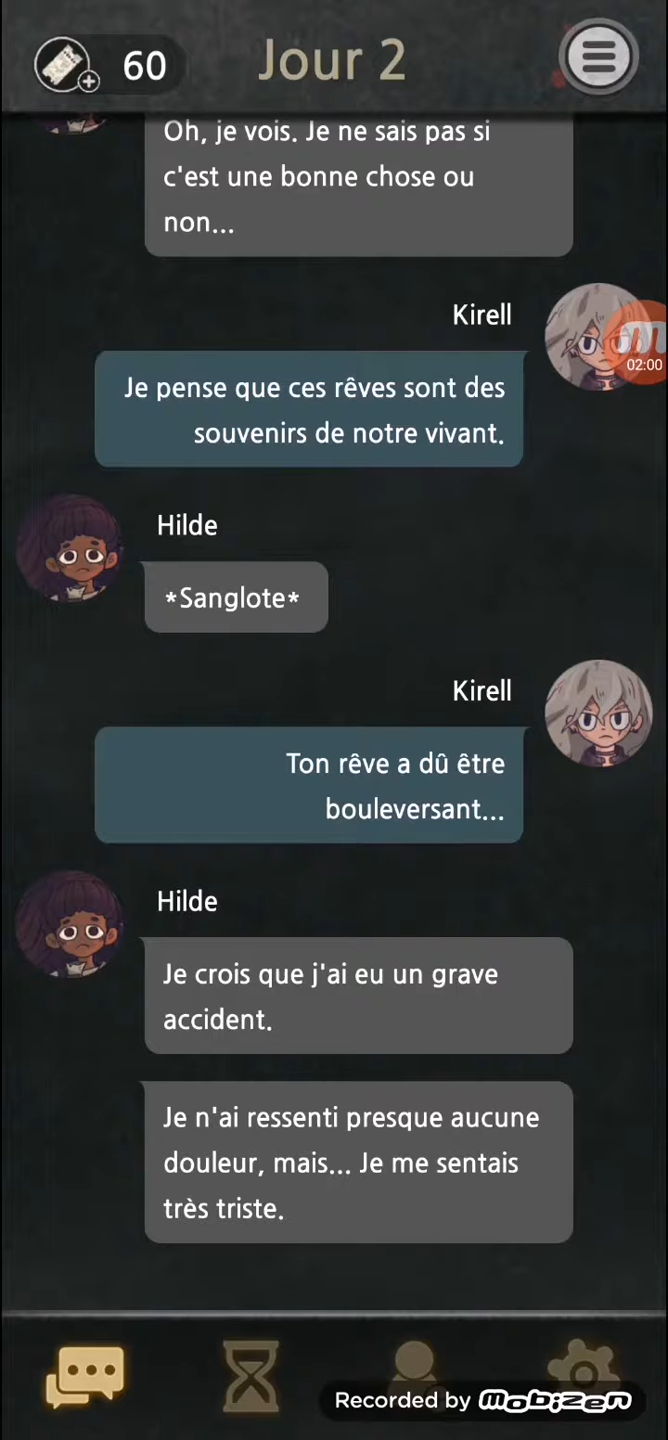 60
Jour 2
Oh, je vois. Je ne sais pas si
c'est une bonne chose ou
non...
Kirell
02:00
Je pense que ces rêves sont des
souvenirs de notre vivant.
Hilde
*Sanglote*
Kirell
Ton rêve a dû être
bouleversant...
Hilde
Je crois que j'ai eu un grave
accident.
Je n'ai ressenti presque aucune
douleur, mais... Je me sentais
très triste.
Recorded by mobizen